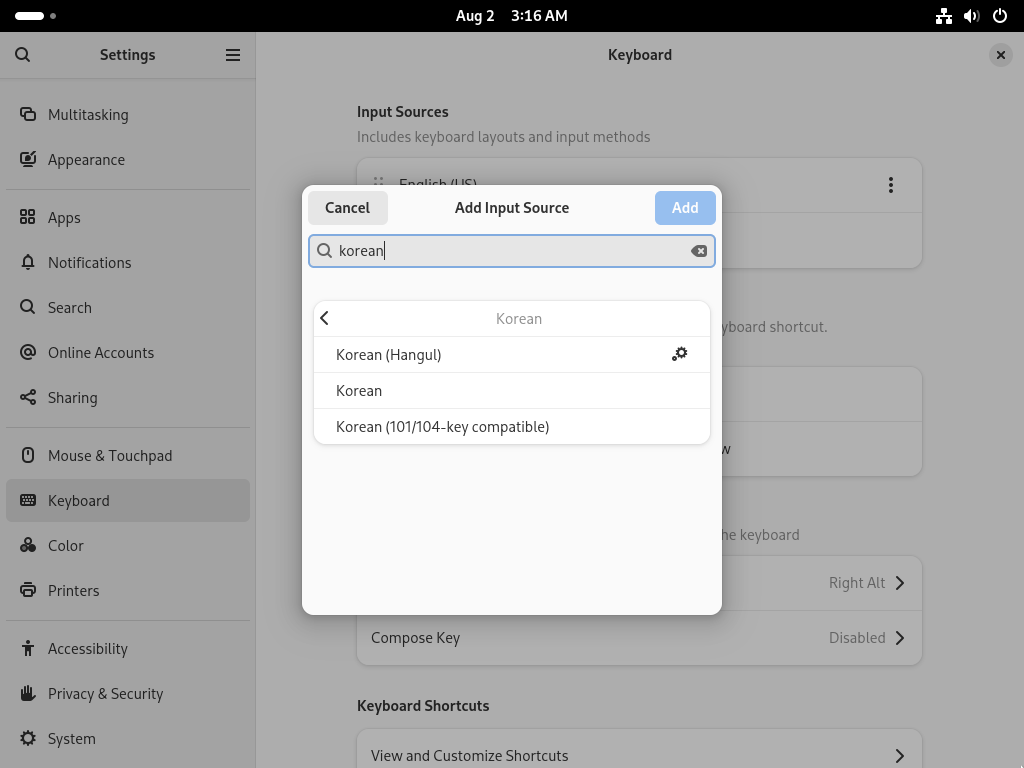 Aug 2 3:16 AM
Settings
Keyboard
Multitasking
Appearance
Apps
Notifications
Search
Online Accounts
Sharing
Mouse & Touchpad
Keyboard
Color
Printers
Accessibility
Privacy & Security
System
Input Sources
Includes keyboard layouts and input methods
English (US)
Cancel
Add Input Source
Add
korean
Korean
Korean (Hangul)
Korean
Korean (101/104-key compatible)
yboard shortcut.
w
he keyboard
Right Alt
Compose Key
Disabled
Keyboard Shortcuts
View and Customize Shortcuts